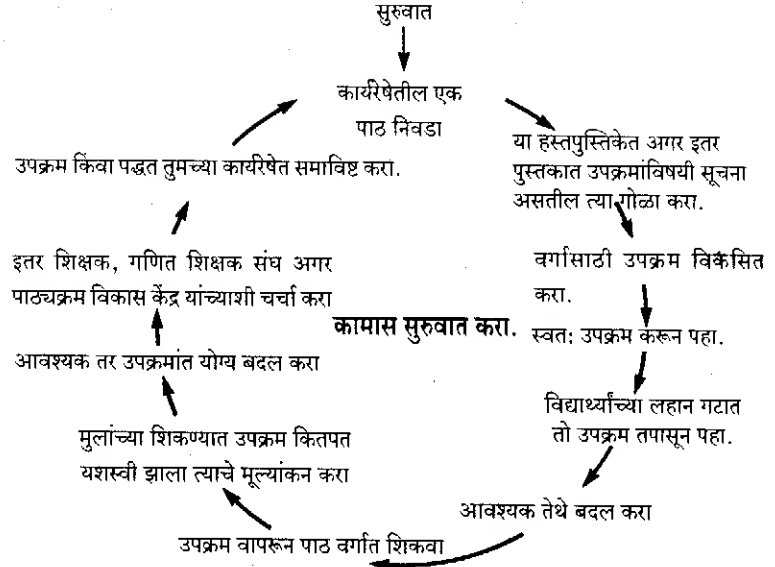 सुरुवात
कार्यरेषेतील एक
पाठ निवडा
या हस्तपुस्तिकेत अगर इतर
पुस्तकात उपक्रमांविषयी सूचना
असतील त्या गोळा करा.
वर्गासाठी उपक्रम विकसित
करा.
स्वतः उपक्रम करून पहा.
विद्यार्थ्यांच्या लहान गटात
तो उपक्रम तपासून पहा.
आवश्यक तेथे बदल करा
उपक्रम वापरून पाठ वर्गात शिकवा
मुलांच्या शिकण्यात उपक्रम कितपत
यशस्वी झाला त्याचे मूल्यांकन करा
आवश्यक तर उपक्रमांत योग्य बदल करा
इतर शिक्षक, गणित शिक्षक संघ अगर
पाठ्यक्रम विकास केंद्र यांच्याशी चर्चा करा
उपक्रम किंवा पद्धत तुमच्या कार्यरेषेत समाविष्ट करा.
कामास सुरुवात करा.